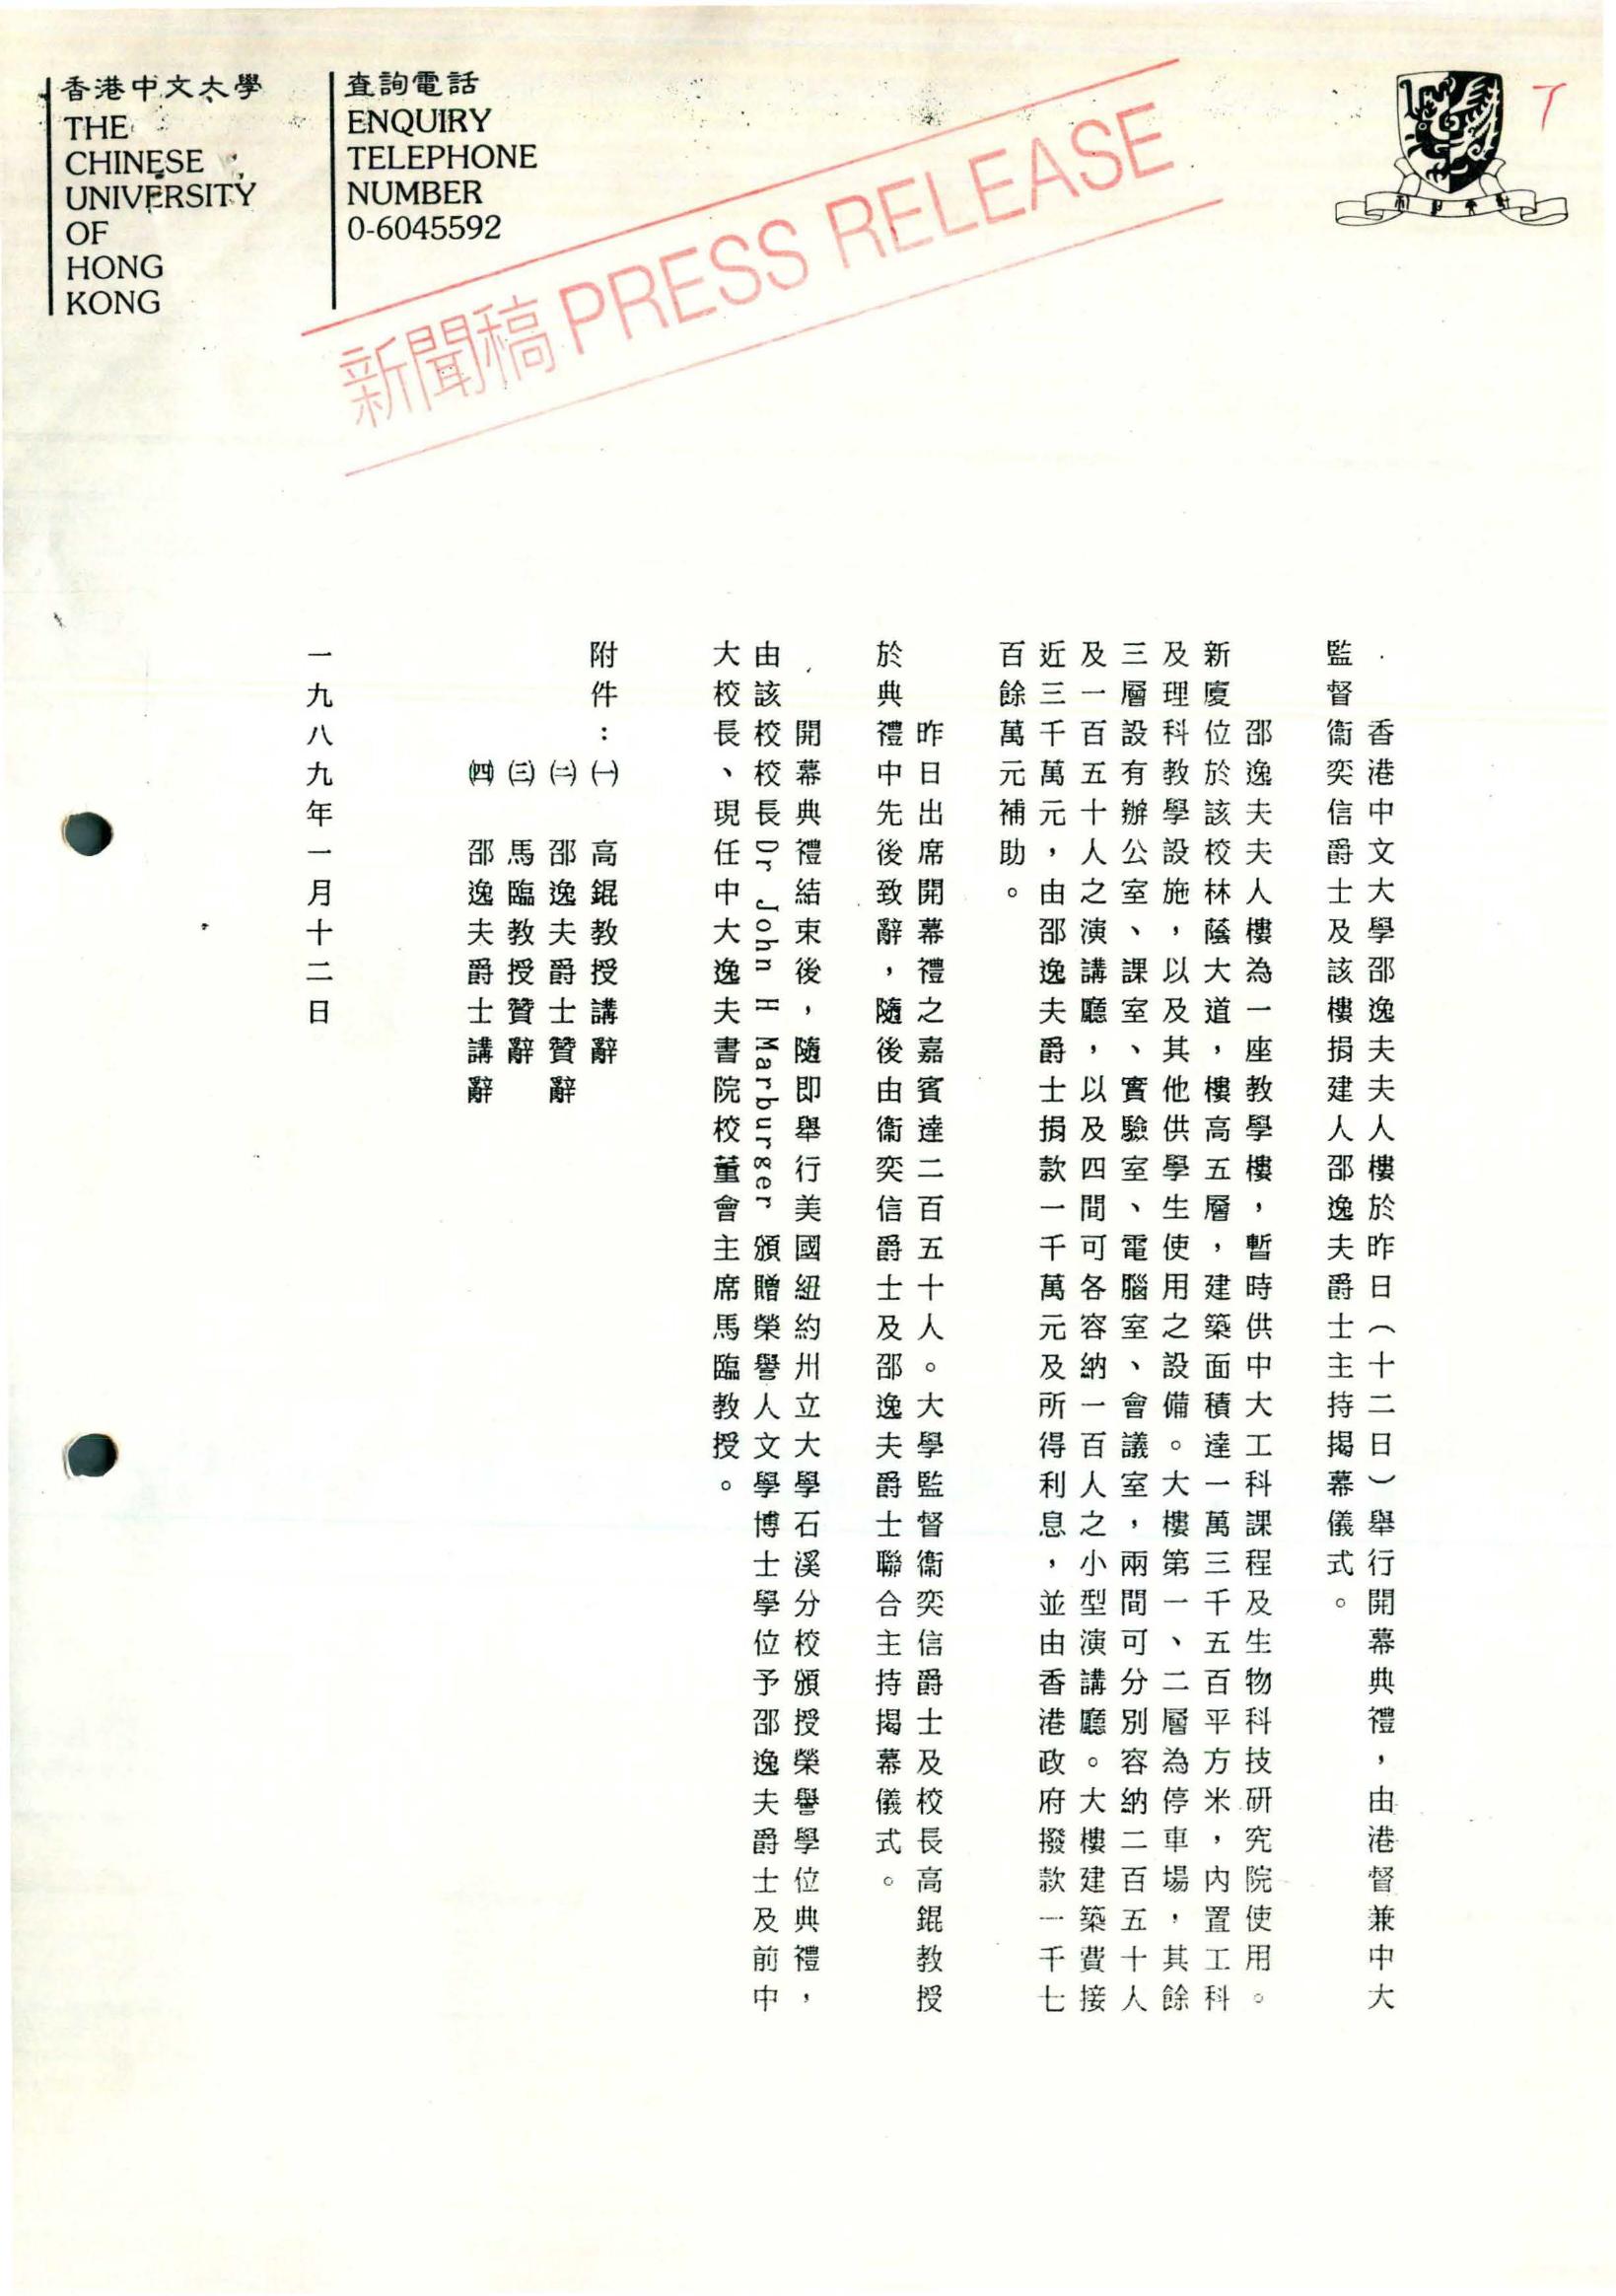 香港中文大學
THE
CHINESE
UNIVERSITY
OF
HONG
KONG
查詢電話
ENQUIRY
TELEPHONE
NUMBER
0-6045592
新聞稿 PRESS RELEASE
香港中文大學邵逸夫夫人樓於昨日（十二日）舉行開幕典禮，由港督兼中大
監督衞奕信爵士及該樓捐建人邵逸夫爵士主持揭幕儀式。
邵逸夫夫人樓為一座教學樓，暫時供中大工科課程及生物科技研究院使用。
新廈位於該校林蔭大道，樓高五層，建築面積達一萬三千五百平方米，內置工科
及理科教學設施，以及其他供學生使用之設備。大樓第一、二層為停車場，其餘
三層設有辦公室、課室、實驗室、電腦室、會議室，兩間可分別容納二百五十人
及一百五十人之演講廳，以及四間可各容納一百人之小型演講廳。大樓建築費接
近三千萬元，由邵逸夫爵士捐款一千萬元及所得利息，並由香港政府撥款一千七
百餘萬元補助。
昨日出席開幕禮之嘉賓達二百五十人。大學監督衞奕信爵士及校長高錕教授
於典禮中先後致辭，隨後由衞奕信爵士及邵逸夫爵士聯合主持揭幕儀式。
開幕典禮結束後，隨即舉行美國紐約州立大學石溪分校頒授榮譽學位典禮，
由該校校長Dr John H Marburger 頒贈榮譽人文學博士學位予邵逸夫爵士及前中
大校長、現任中大逸夫書院校董會主席馬臨教授。
附件：㈠ 高錕教授講辭
㈡ 邵逸夫爵士贊辭
㈢ 馬臨教授贊辭
㈣ 邵逸夫爵士講辭
一九八九年一月十二日